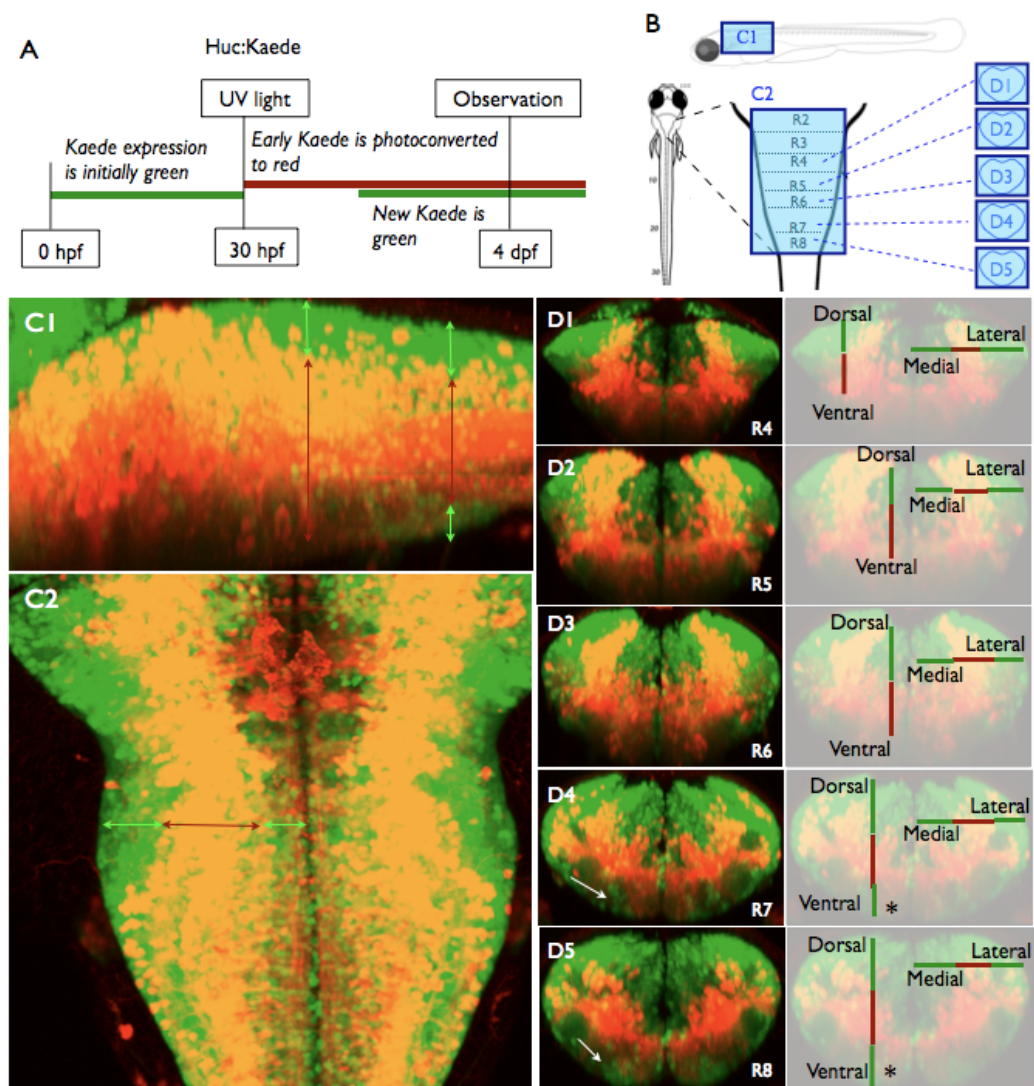 A
Huc:Kaede
UV light
Observation
Kaede expression
is initially green
Early Kaede is photoconverted
to red
New Kaede is
green
0 hpf
30 hpf
4 dpf
B
C1
C2
R2
R3
R4
R5
R6
R7
R8
10
20
30
D1
D2
D3
D4
D5
C1
C2
D1
R4
Dorsal
Lateral
Medial
Ventral
D2
R5
Dorsal
Lateral
Medial
Ventral
D3
R6
Dorsal
Lateral
Medial
Ventral
D4
R7
Dorsal
Lateral
Medial
Ventral
*
D5
R8
Dorsal
Lateral
Medial
Ventral
*